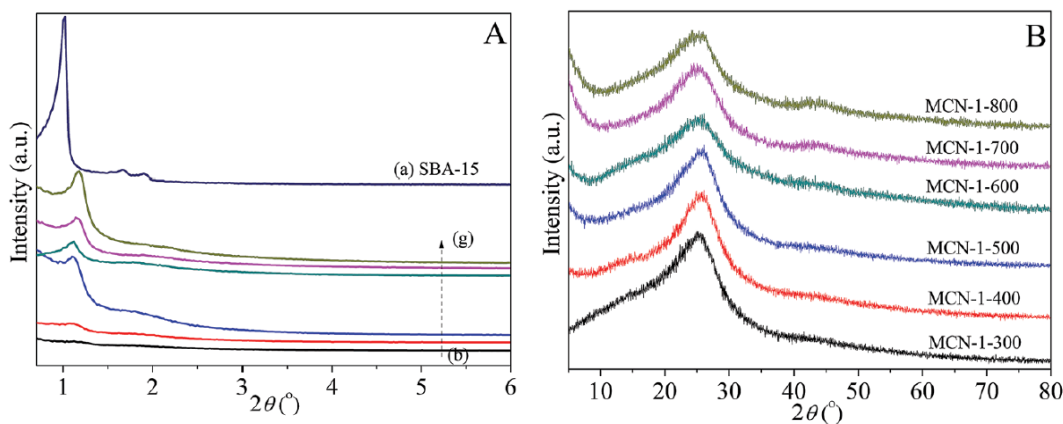 A
Intensity (a.u.)
(a) SBA-15
(g)
(b)
1 2 3 4 5 6
2θ (°)
B
Intensity (a.u.)
MCN-1-800
MCN-1-700
MCN-1-600
MCN-1-500
MCN-1-400
MCN-1-300
10 20 30 40 50 60 70 80
2θ (°)